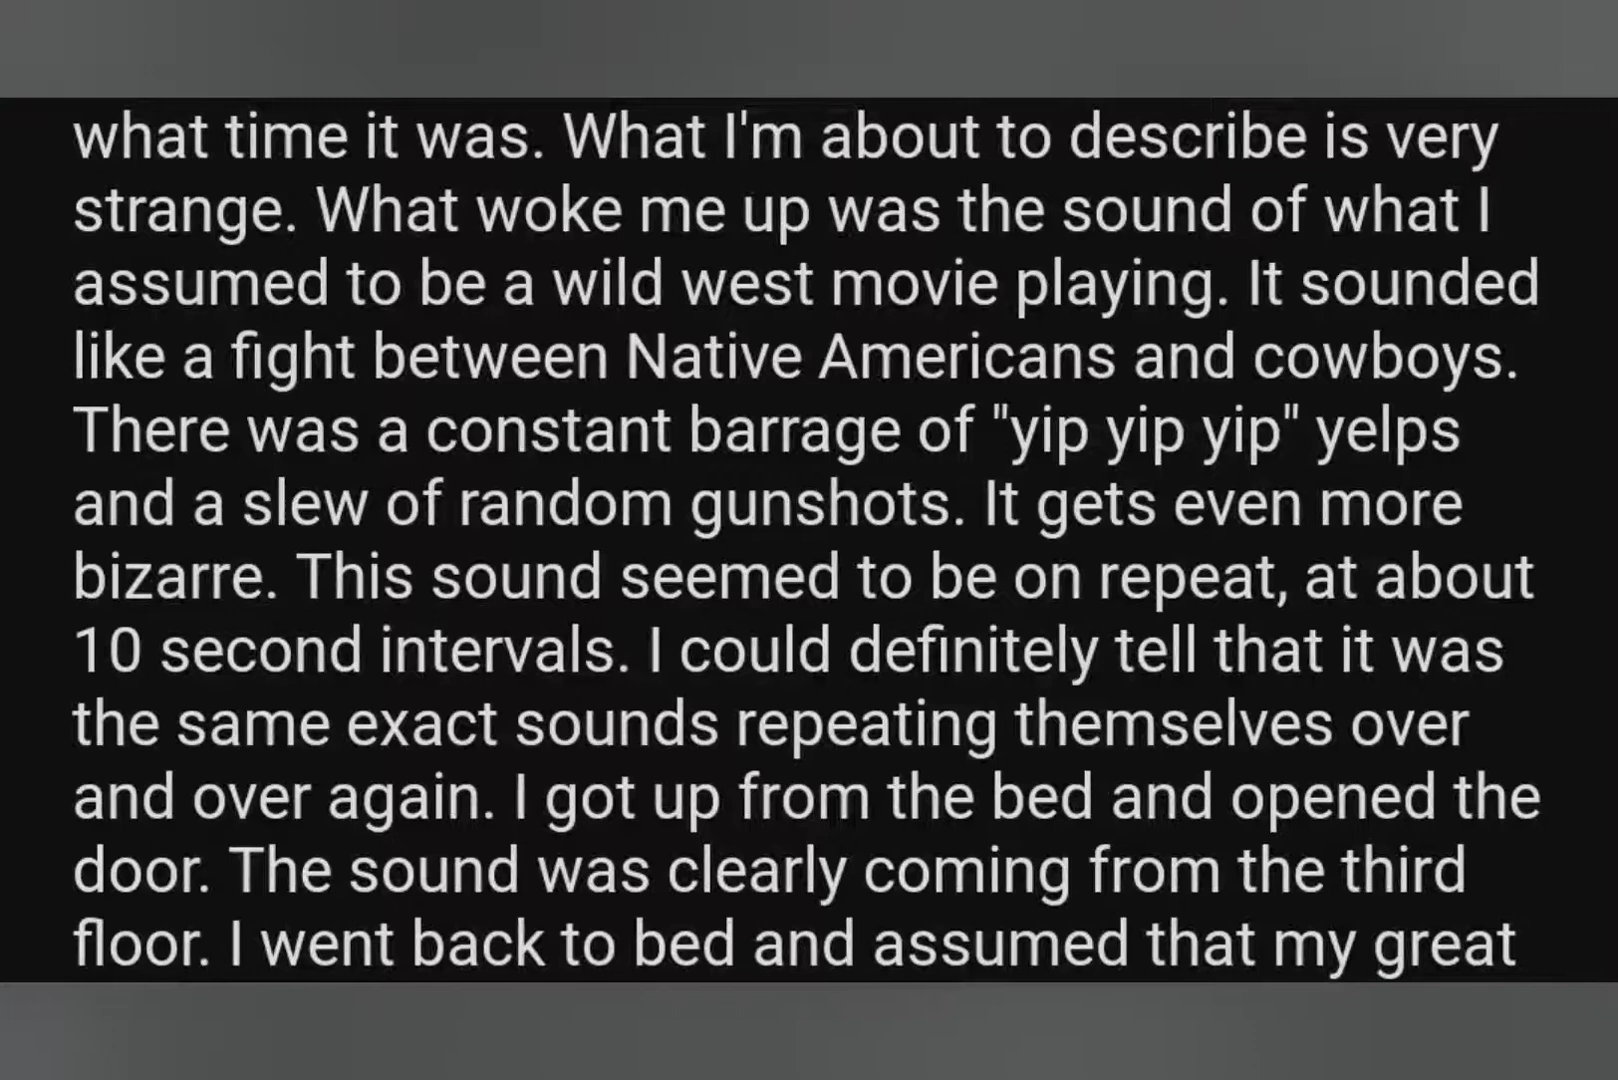 what time it was. What I'm about to describe is very
strange. What woke me up was the sound of what I
assumed to be a wild west movie playing. It sounded
like a fight between Native Americans and cowboys.
There was a constant barrage of "yip yip yip" yelps
and a slew of random gunshots. It gets even more
bizarre. This sound seemed to be on repeat, at about
10 second intervals. I could definitely tell that it was
the same exact sounds repeating themselves over
and over again. I got up from the bed and opened the
door. The sound was clearly coming from the third
floor. I went back to bed and assumed that my great